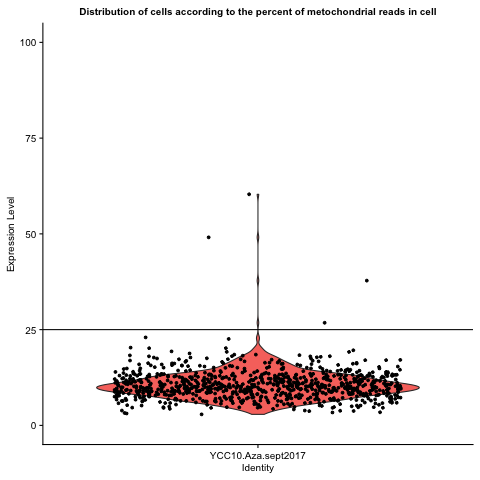 Distribution of cells according to the percent of metochondrial reads in cell
100
75
50
25
0
Expression Level
YCC10.Aza.sept2017
Identity